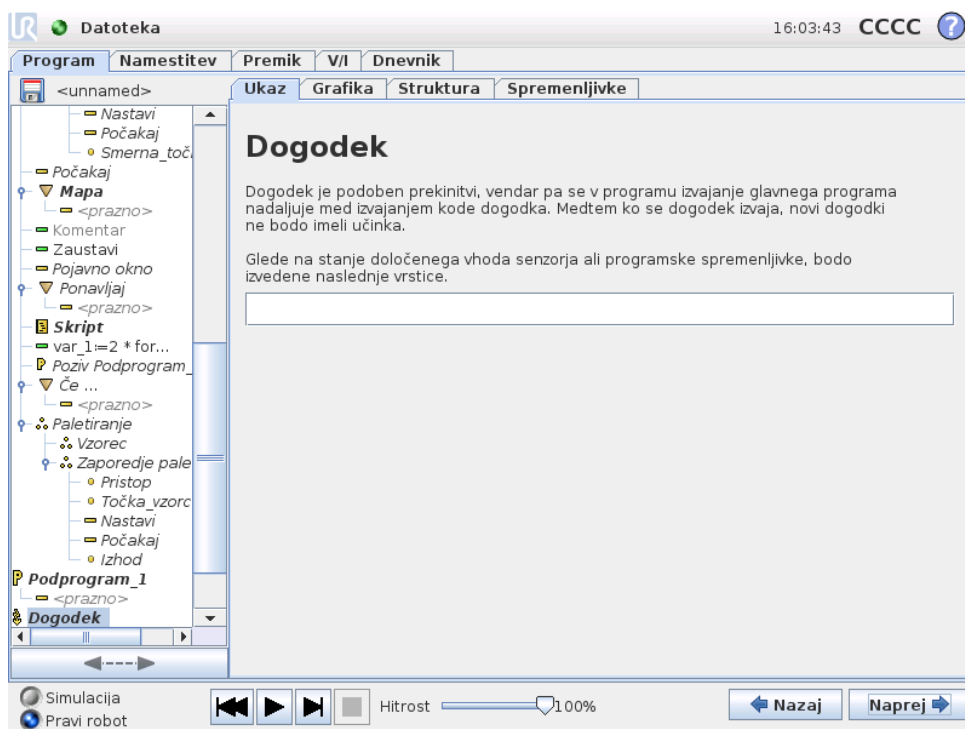 UR Datoteka 16:03:43 CCCC ?
Program Namestitev Premik V/I Dnevnik
<unnamed>
Ukaz Grafika Struktura Spremenljivke
Nastavi
Počakaj
Smerna_toč
Počakaj
Mapa
<prazno>
Komentar
Zaustavi
Pojavno okno
Ponavljaj
<prazno>
Skript
var_1:=2 * for...
Poziv Podprogram_
Če ...
<prazno>
Paletiranje
Vzorec
Zaporedje pale
Pristop
Točka_vzorc
Nastavi
Počakaj
Izhod
Podprogram_1
<prazno>
Dogodek
Dogodek
Dogodek je podoben prekinitvi, vendar pa se v programu izvajanje glavnega programa
nadaljuje med izvajanjem kode dogodka. Medtem ko se dogodek izvaja, novi dogodki
ne bodo imeli učinka.
Glede na stanje določenega vhoda senzorja ali programske spremenljivke, bodo
izvedene naslednje vrstice.
Simulacija
Pravi robot
Hitrost 100%
Nazaj Naprej